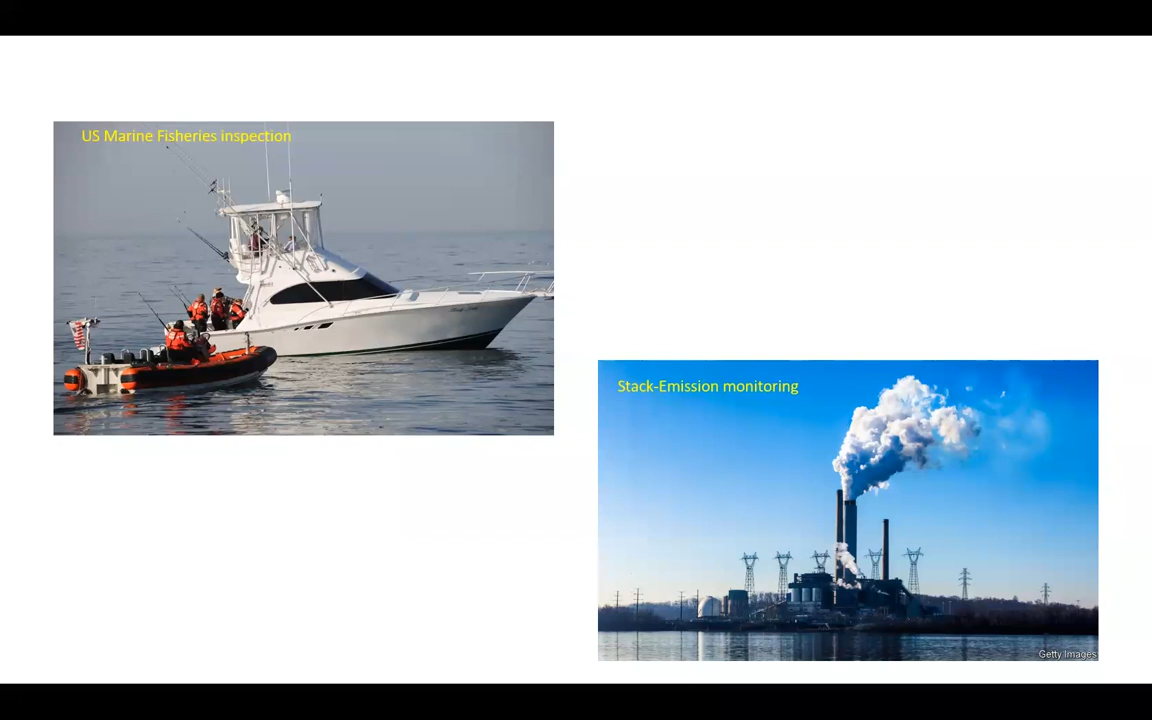 US Marine Fisheries inspection
Stack-Emission monitoring
Getty Images